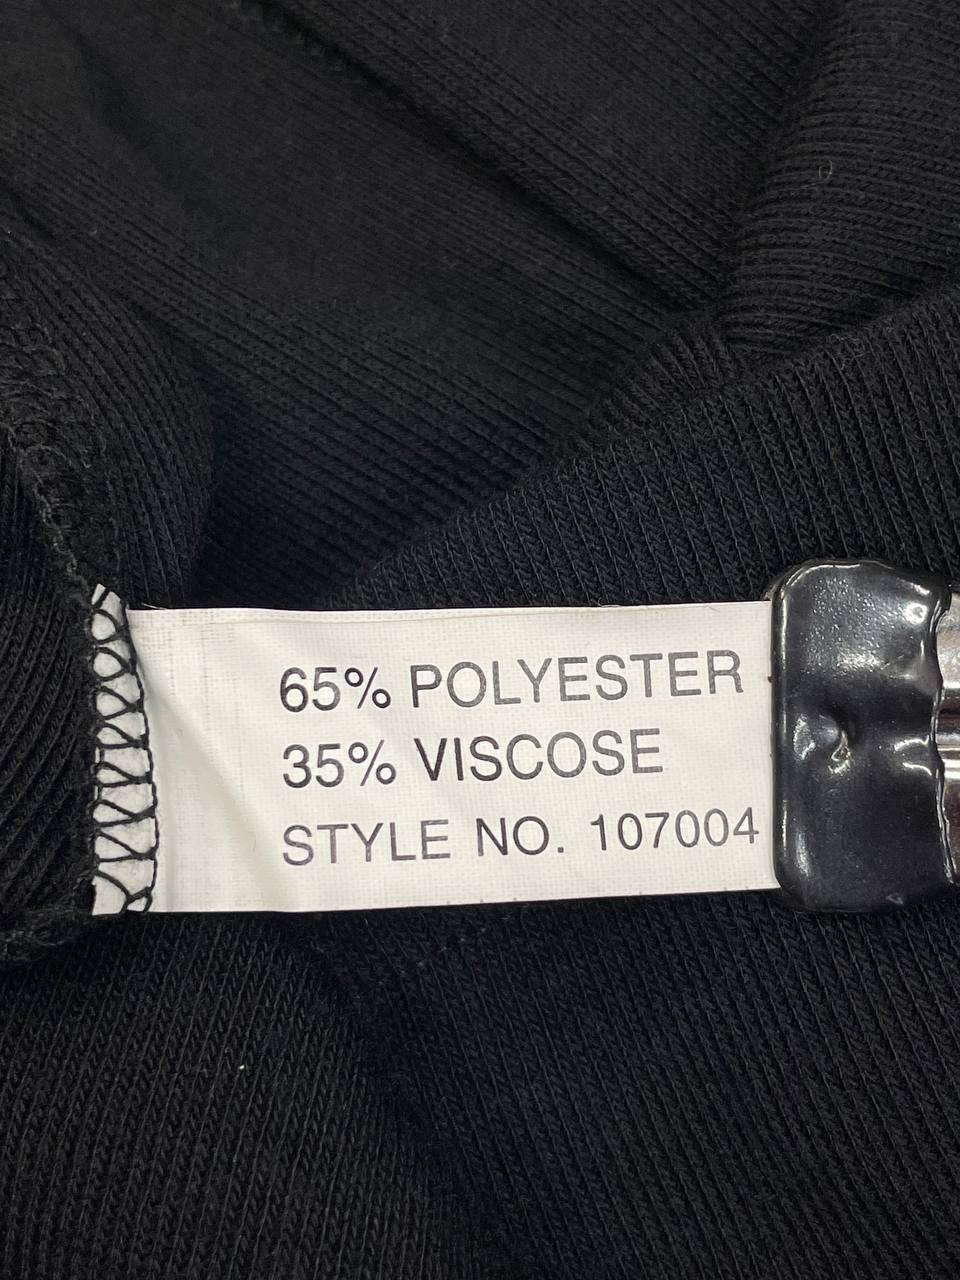 65% POLYESTER
35% VISCOSE
STYLE NO. 107004